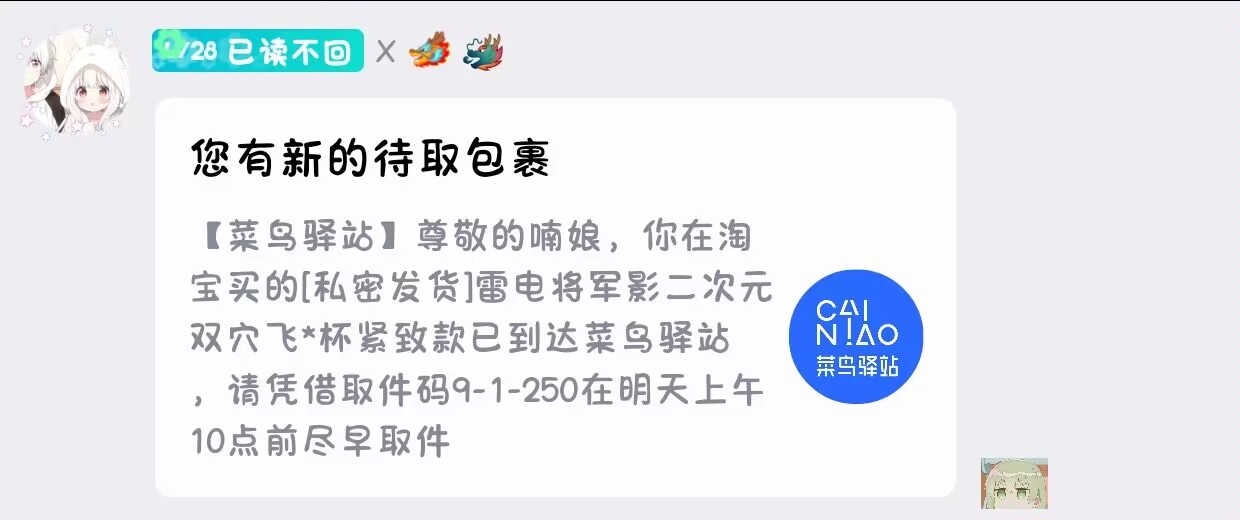 /28 已读不回 X
您有新的待取包裹
【菜鸟驿站】尊敬的喃娘，你在淘
宝买的[私密发货]雷电将军影二次元
双穴飞*杯紧致款已到达菜鸟驿站
，请凭借取件码9-1-250在明天上午
10点前尽早取件
CAI
NIAO
菜鸟驿站